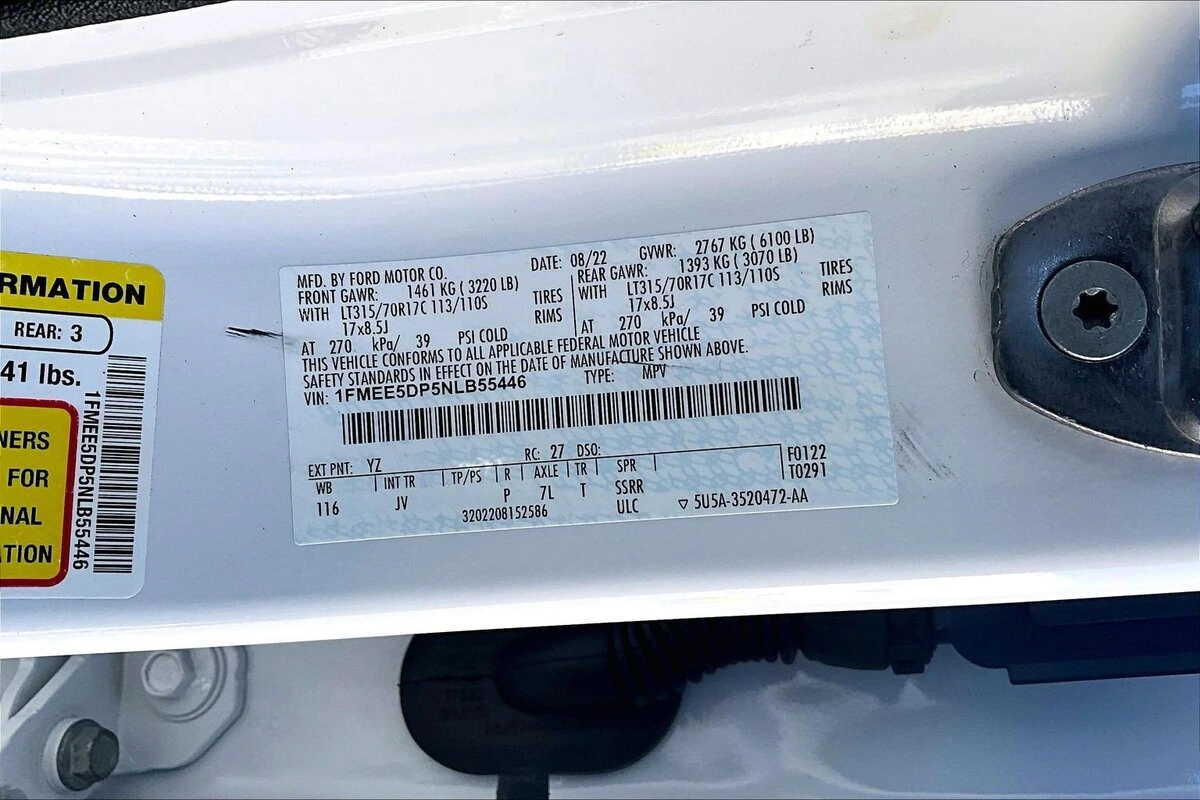 RMATION
REAR: 3
41 lbs.
NERS
FOR
NAL
TION
1FMEE5DP5NLB55446
MFD. BY FORD MOTOR CO.
DATE: 08/22 GVWR: 2767 KG ( 6100 LB)
FRONT GAWR: 1461 KG ( 3220 LB)
WITH LT315/70R17C 113/110S TIRES
17x8.5J RIMS
AT 270 kPa/ 39 PSI COLD
REAR GAWR: 1393 KG ( 3070 LB)
WITH LT315/70R17C 113/110S TIRES
17x8.5J RIMS
AT 270 kPa/ 39 PSI COLD
THIS VEHICLE CONFORMS TO ALL APPLICABLE FEDERAL MOTOR VEHICLE
SAFETY STANDARDS IN EFFECT ON THE DATE OF MANUFACTURE SHOWN ABOVE.
VIN: 1FMEE5DP5NLB55446 TYPE: MPV
EXT PNT: YZ RC: 27 DSO: F0122
WB INT TR TP/PS R AXLE TR SPR T0291
116 JV P 7L T SSRR
3202208152586 ULC ▽ 5U5A-3520472-AA